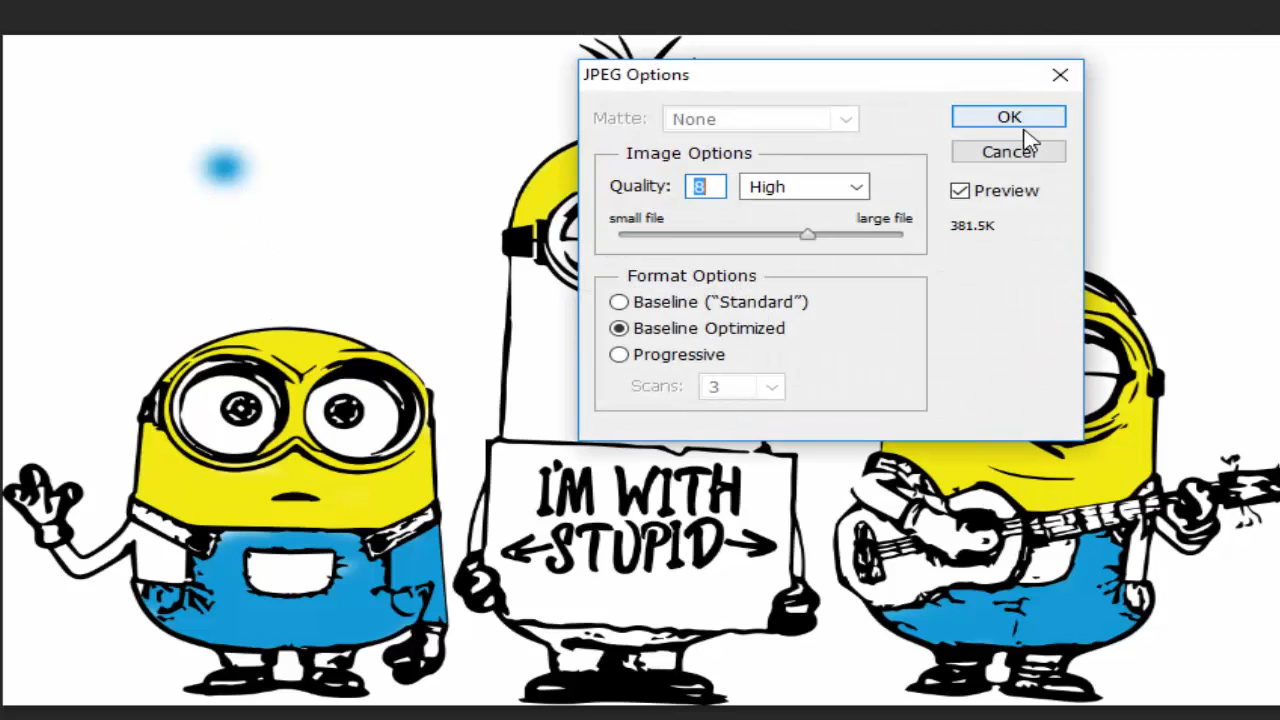 JPEG Options
Matte: None
OK
Image Options
Cancel
Quality: 8 High
Preview
small file large file
381.5K
Format Options
Baseline (“Standard”)
Baseline Optimized
Progressive
Scans: 3
I'M WITH
STUPID